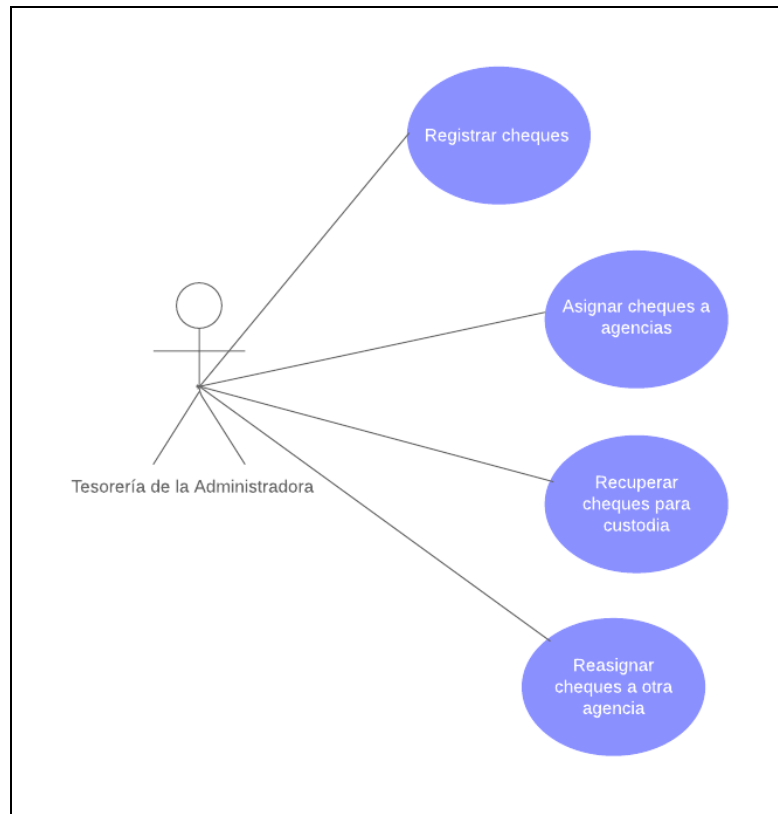 Registrar cheques
Asignar cheques a
agencias
Recuperar
cheques para
custodia
Tesorería de la Administradora
Reasignar
cheques a otra
agencia